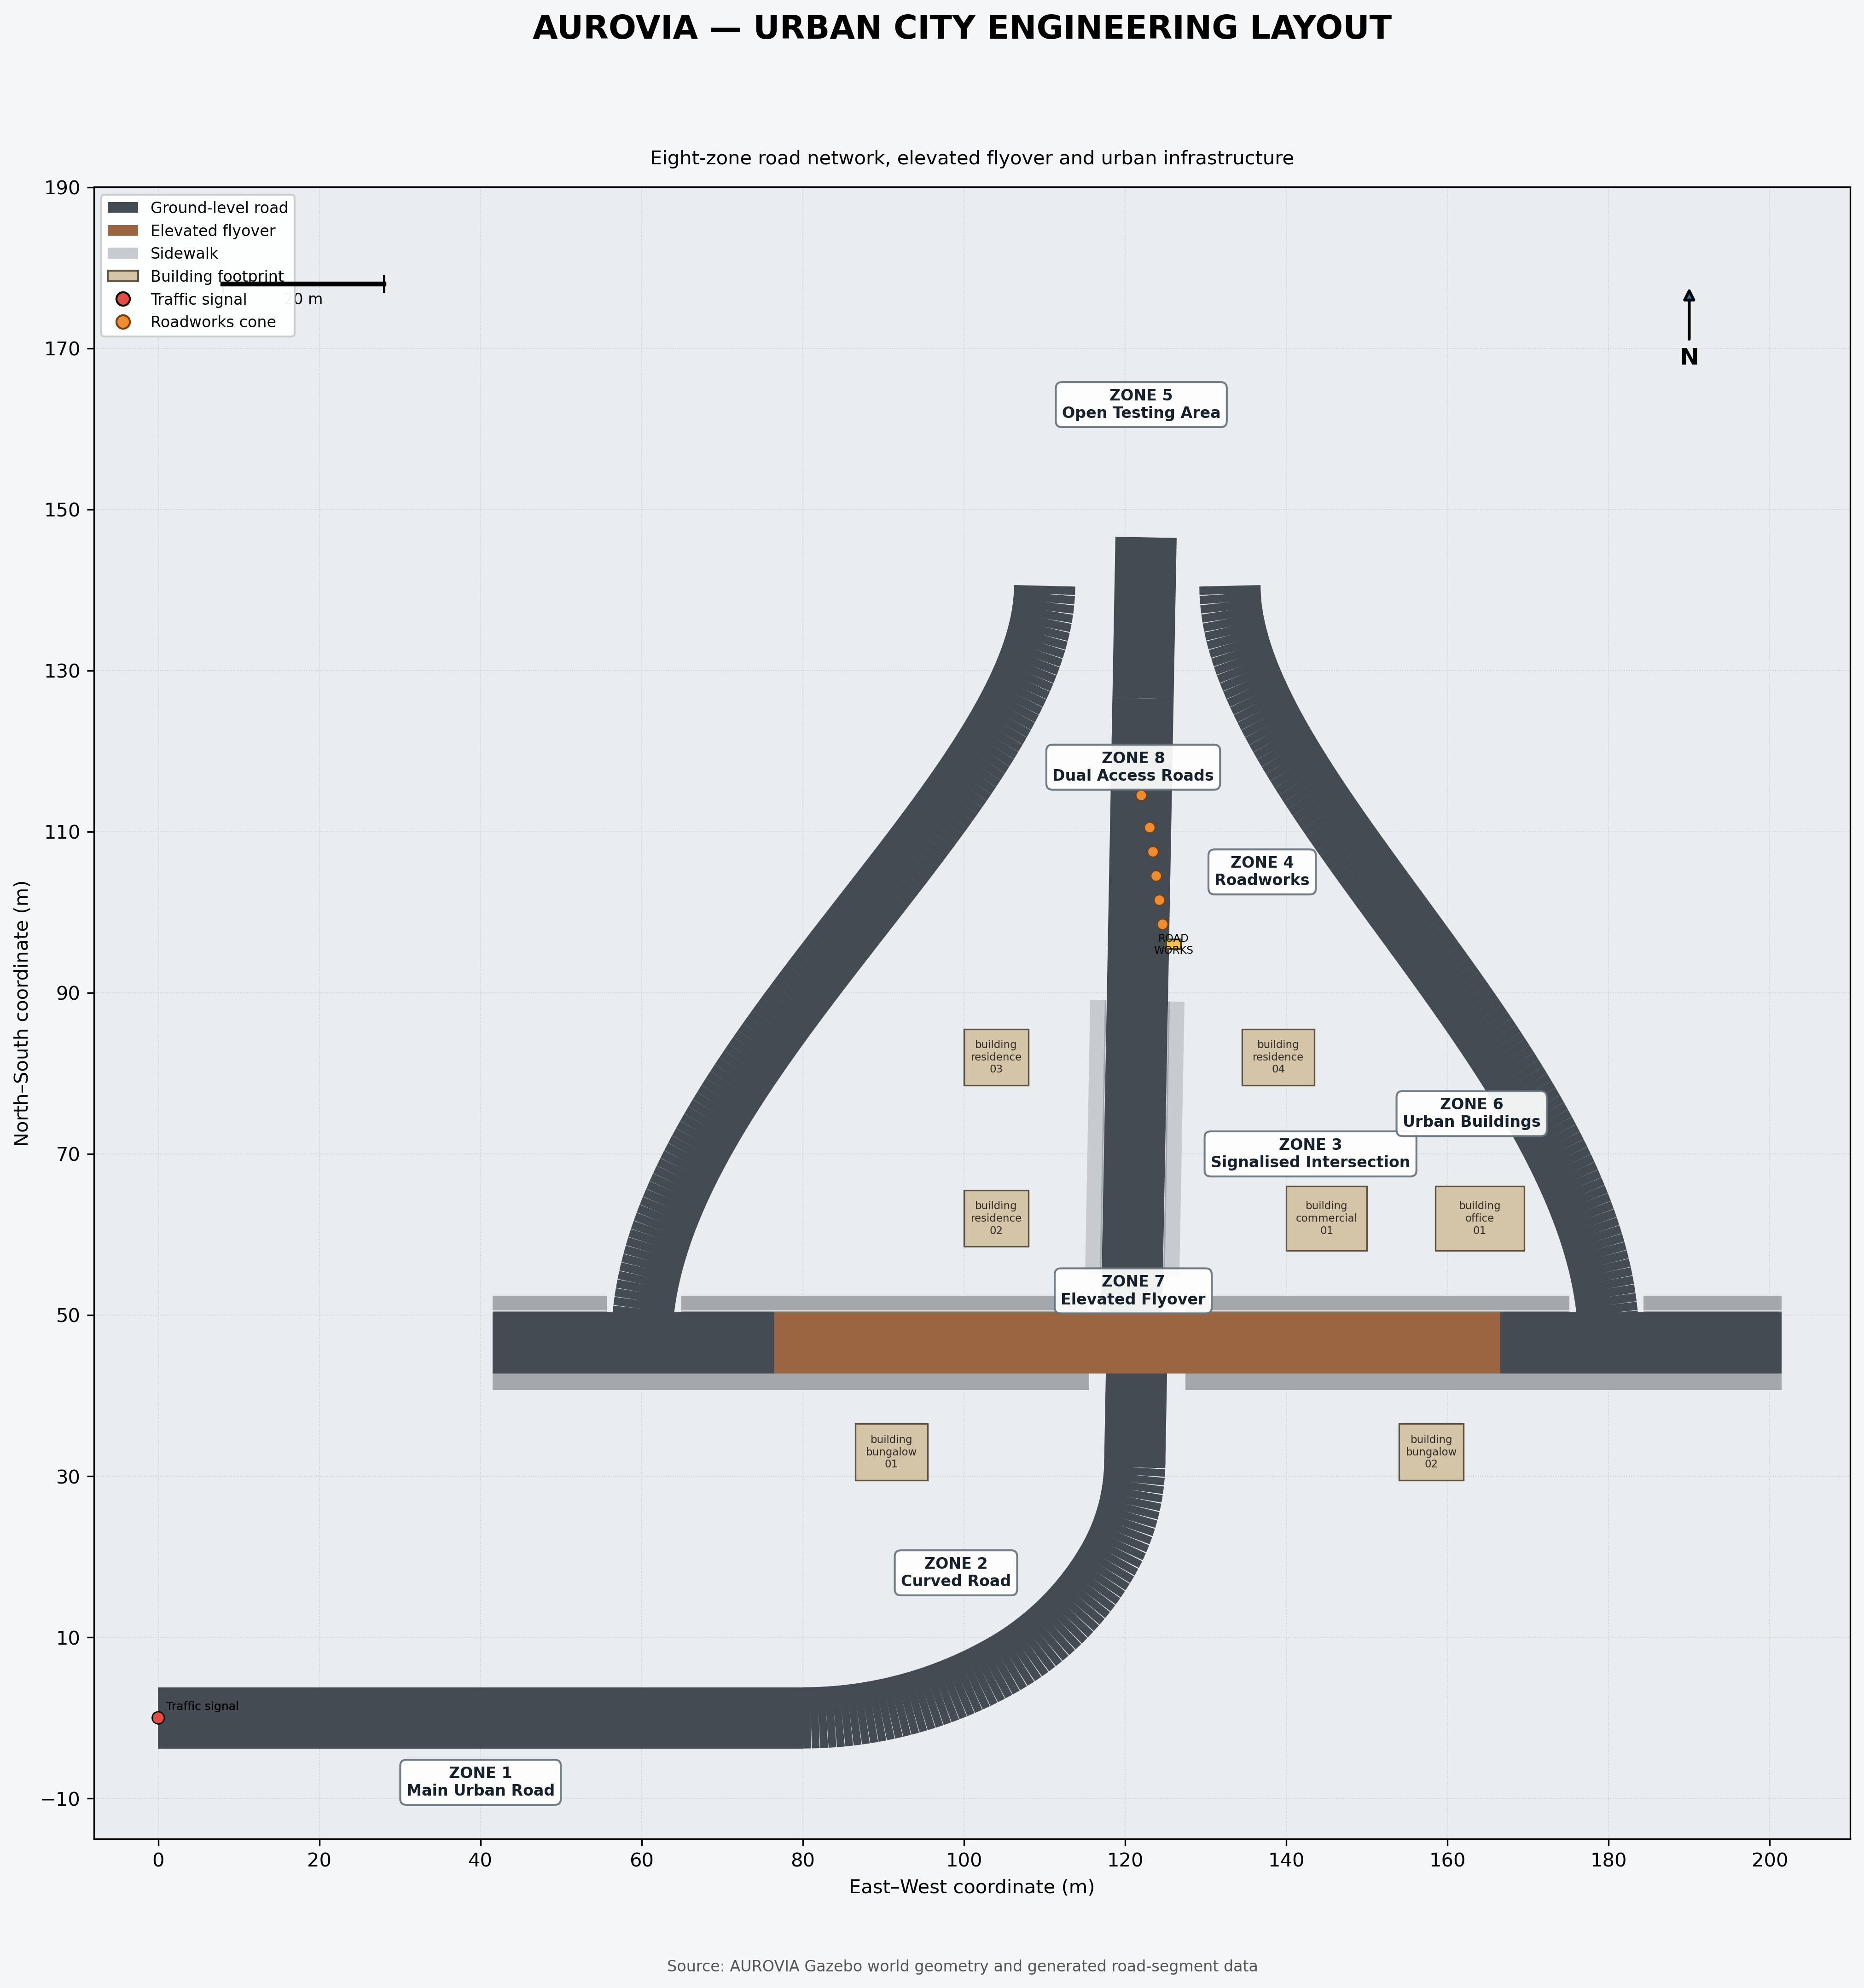 AUROVIA — URBAN CITY ENGINEERING LAYOUT
Eight-zone road network, elevated flyover and urban infrastructure
190
170
150
130
110
90
70
50
30
10
−10
North–South coordinate (m)
Ground-level road
Elevated flyover
Sidewalk
Building footprint
Traffic signal
Roadworks cone
20 m
N
ZONE 5
Open Testing Area
ZONE 8
Dual Access Roads
ZONE 4
Roadworks
ROAD
WORKS
building
residence
03
building
residence
04
ZONE 6
Urban Buildings
ZONE 3
Signalised Intersection
building
residence
02
building
commercial
01
building
office
01
ZONE 7
Elevated Flyover
building
bungalow
01
building
bungalow
02
ZONE 2
Curved Road
Traffic signal
ZONE 1
Main Urban Road
0
20
40
60
80
100
120
140
160
180
200
East–West coordinate (m)
Source: AUROVIA Gazebo world geometry and generated road-segment data